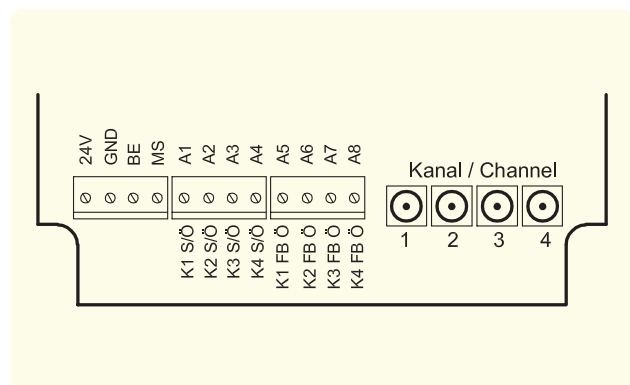 24V GND BE MS A1 A2 A3 A4 A5 A6 A7 A8
Kanal / Channel
1 2 3 4
K1 S/Ö K2 S/Ö K3 S/Ö K4 S/Ö K1 FB Ö K2 FB Ö K3 FB Ö K4 FB Ö